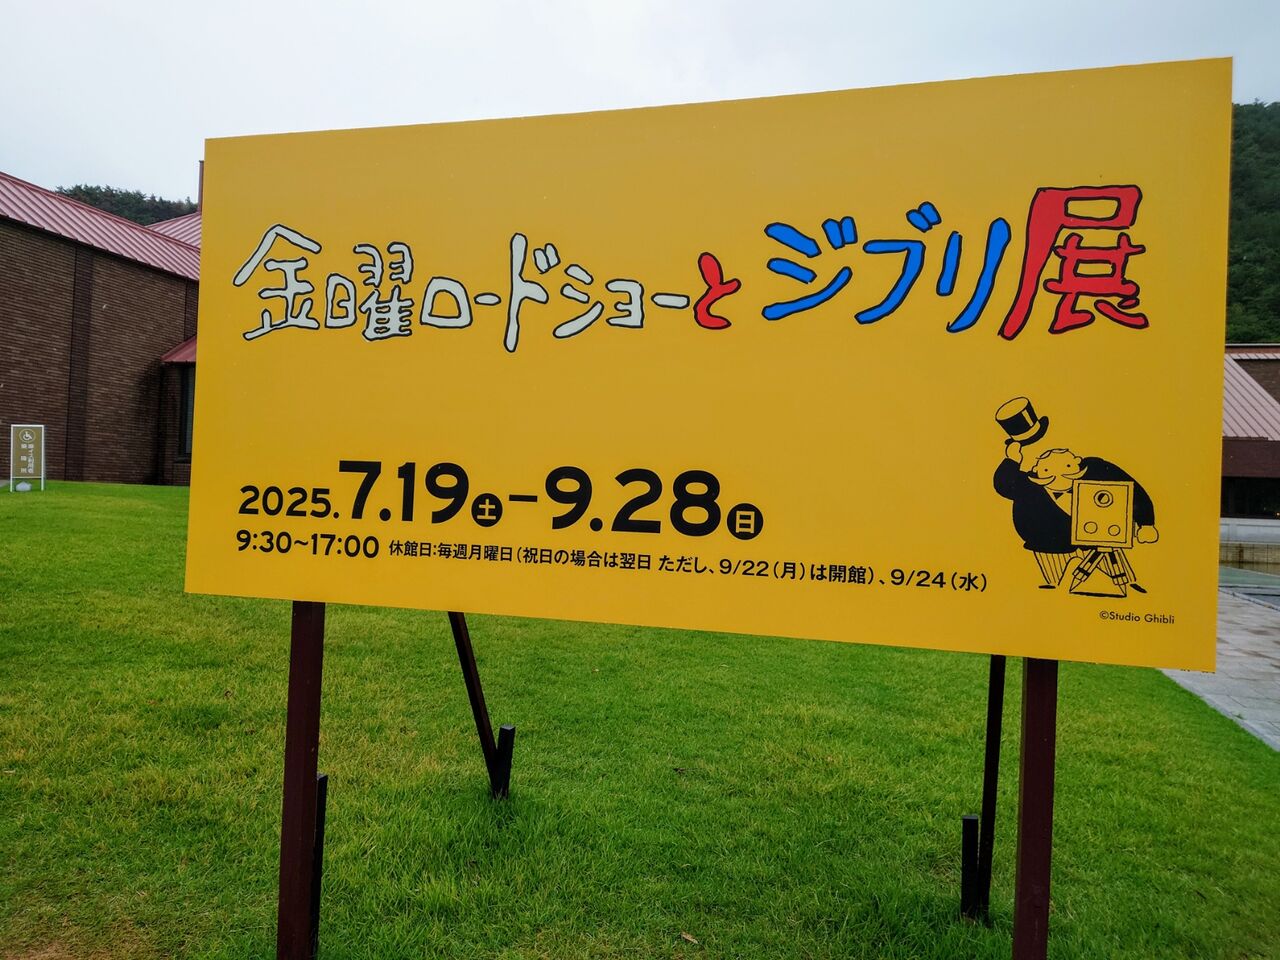 金曜ロードショーとジブリ展
2025.7.19土-9.28日
9:30~17:00 休館日:毎週月曜日(祝日の場合は翌日 ただし、9/22(月)は開館)、9/24(水)
©Studio Ghibli